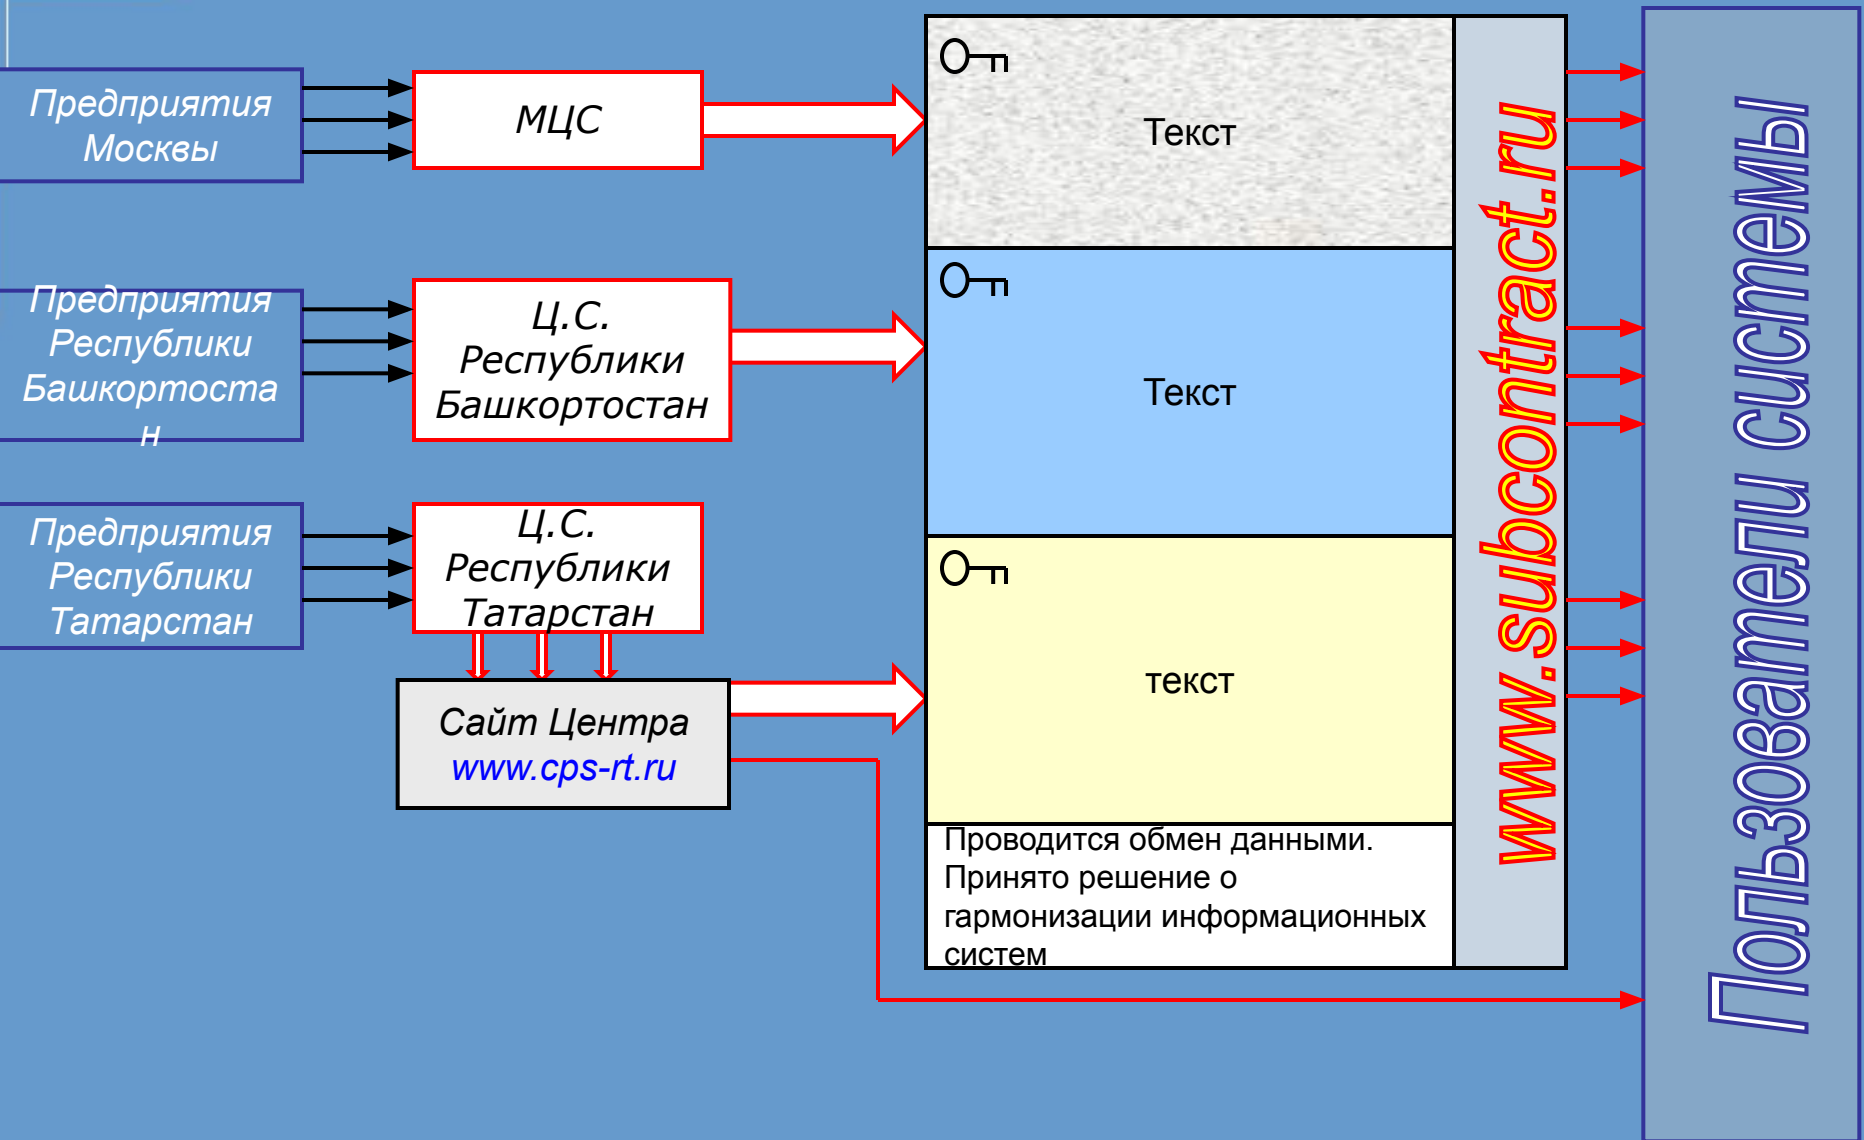 Предприятия
Москвы
МЦС
Текст
Предприятия
Республики
Башкортоста
н
Ц.С.
Республики
Башкортостан
Текст
Предприятия
Республики
Татарстан
Ц.С.
Республики
Татарстан
Сайт Центра
www.cps-rt.ru
текст
Проводится обмен данными.
Принято решение о
гармонизации информационных
систем
www.subcontract.ru
Пользователи системы